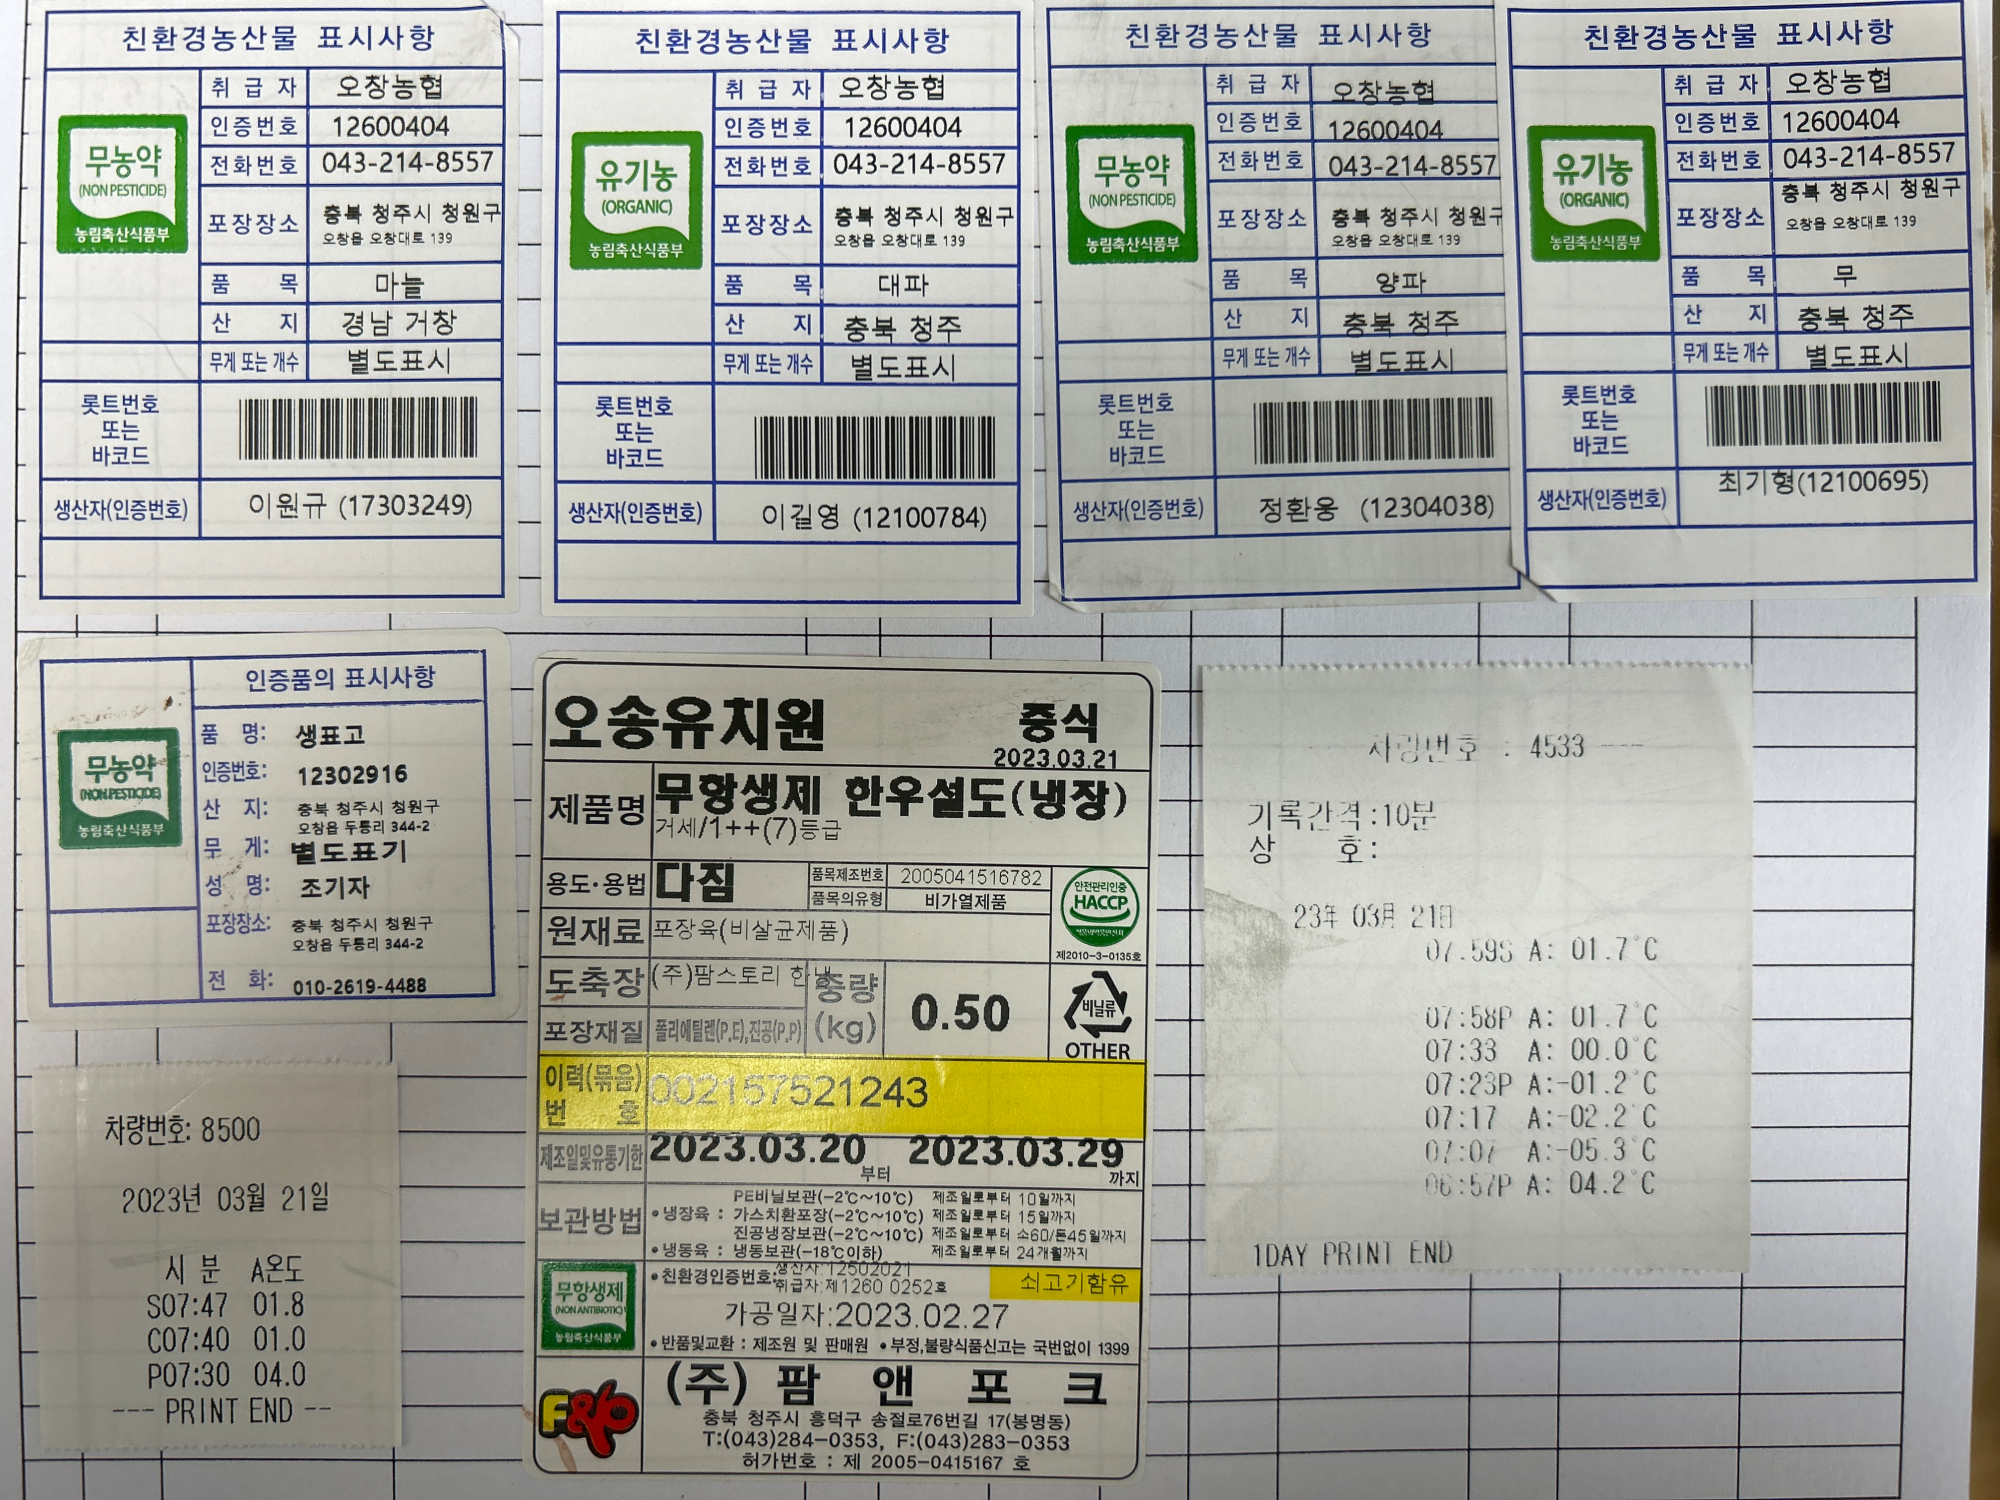 친환경농산물 표시사항
무농약
(NON PESTICIDE)
농림축산식품부
취 급 자 오창농협
인증번호 12600404
전화번호 043-214-8557
포장장소 충북 청주시 청원구
오창읍 오창대로 139
품 목 마늘
산 지 경남 거창
무게 또는 개수 별도표시
롯트번호
또는
바코드
생산자(인증번호) 이원규 (17303249)
친환경농산물 표시사항
유기농
(ORGANIC)
농림축산식품부
취 급 자 오창농협
인증번호 12600404
전화번호 043-214-8557
포장장소 충북 청주시 청원구
오창읍 오창대로 139
품 목 대파
산 지 충북 청주
무게 또는 개수 별도표시
롯트번호
또는
바코드
생산자(인증번호) 이길영 (12100784)
친환경농산물 표시사항
무농약
(NON PESTICIDE)
농림축산식품부
취 급 자 오창농협
인증번호 12600404
전화번호 043-214-8557
포장장소 충북 청주시 청원구
오창읍 오창대로 139
품 목 양파
산 지 충북 청주
무게 또는 개수 별도표시
롯트번호
또는
바코드
생산자(인증번호) 정환웅 (12304038)
친환경농산물 표시사항
유기농
(ORGANIC)
농림축산식품부
취 급 자 오창농협
인증번호 12600404
전화번호 043-214-8557
포장장소 충북 청주시 청원구
오창읍 오창대로 139
품 목 무
산 지 충북 청주
무게 또는 개수 별도표시
롯트번호
또는
바코드
생산자(인증번호) 최기형(12100695)
인증품의 표시사항
무농약
(NON PESTICIDE)
농림축산식품부
품 명: 생표고
인증번호: 12302916
산 지: 충북 청주시 청원구
오창읍 두릉리 344-2
무 게: 별도표기
성 명: 조기자
포장장소: 충북 청주시 청원구
오창읍 두릉리 344-2
전 화: 010-2619-4488
오송유치원 중식
2023.03.21
제품명 무항생제 한우설도(냉장)
거세/1++(7)등급
용도·용법 다짐
품목제조번호 2005041516782
품목의유형 비가열제품
안전관리인증
HACCP
제2010-3-0135호
원재료 포장육(비살균제품)
도축장 (주)팜스토리 한냉
중량
(kg) 0.50
포장재질 폴리에틸렌(P.E),진공(P.P)
비닐류
OTHER
이력(묶음)
번 호 002157521243
제조일및유통기한 2023.03.20 부터 2023.03.29 까지
보관방법
PE비닐보관(-2℃~10℃) 제조일로부터 10일까지
•냉장육 : 가스치환포장(-2℃~10℃) 제조일로부터 15일까지
진공냉장보관(-2℃~10℃) 제조일로부터 소60/돈45일까지
•냉동육 : 냉동보관(-18℃이하) 제조일로부터 24개월까지
무항생제
(NON ANTIBIOTIC)
농림축산식품부
•친환경인증번호: 생산자:12502021
취급자:제1260 0252호
쇠고기함유
가공일자:2023.02.27
•반품및교환 : 제조원 및 판매원 •부정,불량식품신고는 국번없이 1399
F&P
(주) 팜 앤 포 크
충북 청주시 흥덕구 송절로76번길 17(봉명동)
T:(043)284-0353, F:(043)283-0353
허가번호 : 제 2005-0415167 호
차량번호 : 4533 ---
기록간격:10분
상 호:
23年 03月 21日
07.59S A: 01.7°C
07:58P A: 01.7°C
07:33 A: 00.0°C
07:23P A:-01.2°C
07:17 A:-02.2°C
07:07 A:-05.3°C
06:57P A: 04.2°C
1DAY PRINT END
차량번호: 8500
2023년 03월 21일
시 분 A온도
S07:47 01.8
C07:40 01.0
P07:30 04.0
--- PRINT END --